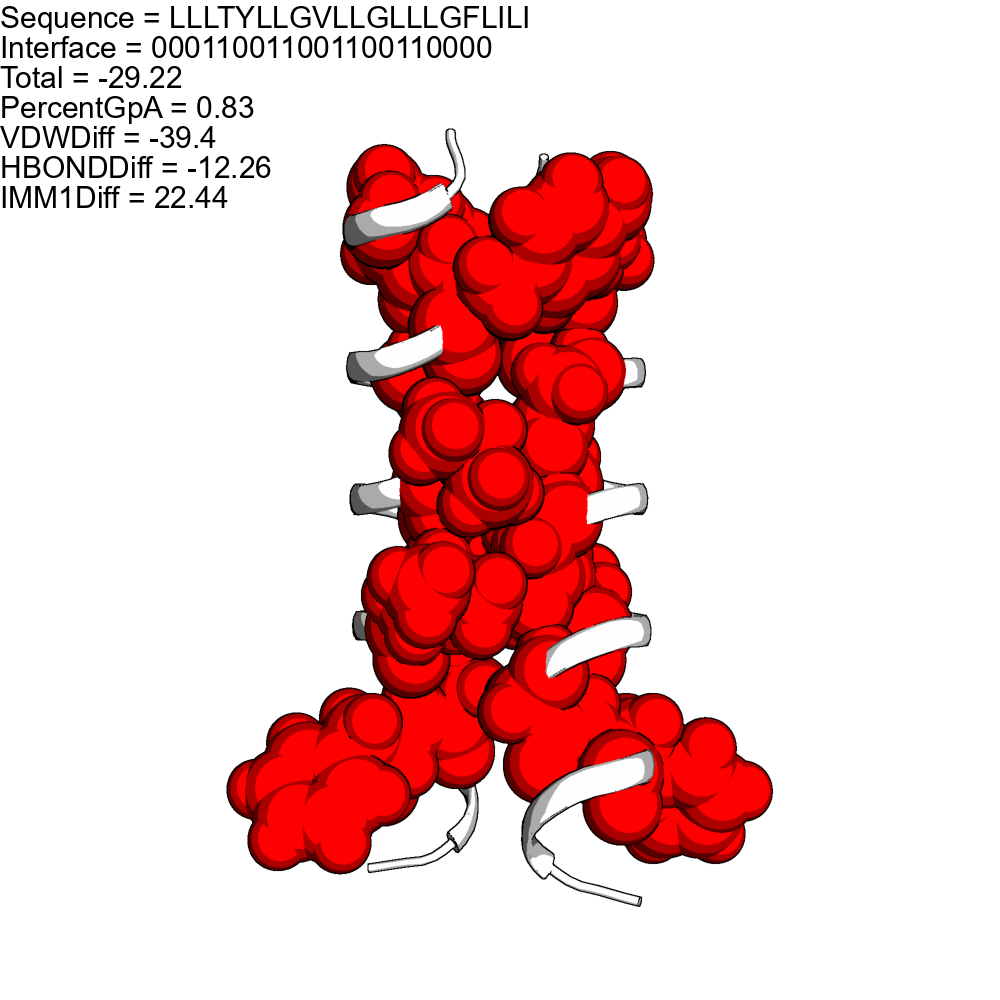 Sequence = LLLTYLLGVLLGLLLGFLILI
Interface = 000110011001100110000
Total = -29.22
PercentGpA = 0.83
VDWDiff = -39.4
HBONDDiff = -12.26
IMM1Diff = 22.44